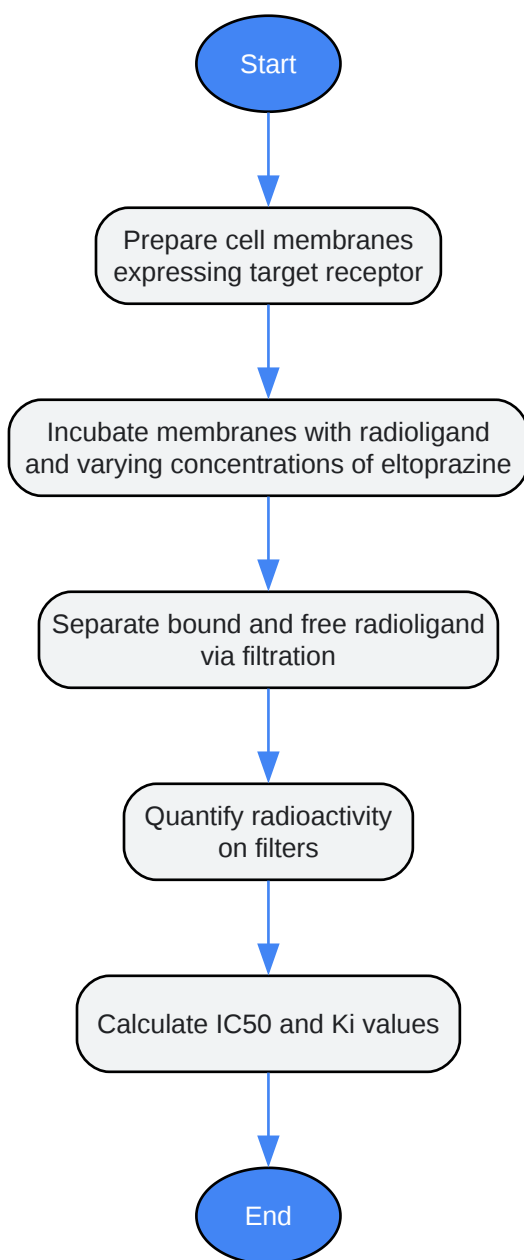 Start
Prepare cell membranes
expressing target receptor
Incubate membranes with radioligand
and varying concentrations of eltoprazine
Separate bound and free radioligand
via filtration
Quantify radioactivity
on filters
Calculate IC50 and Ki values
End